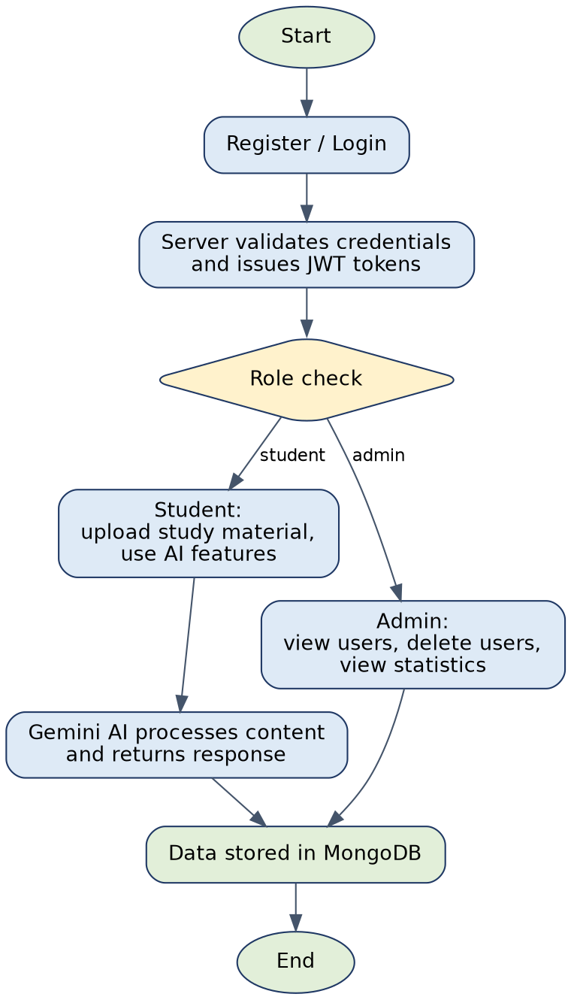 Start
Register / Login
Server validates credentials
and issues JWT tokens
Role check
student
admin
Student:
upload study material,
use AI features
Admin:
view users, delete users,
view statistics
Gemini AI processes content
and returns response
Data stored in MongoDB
End